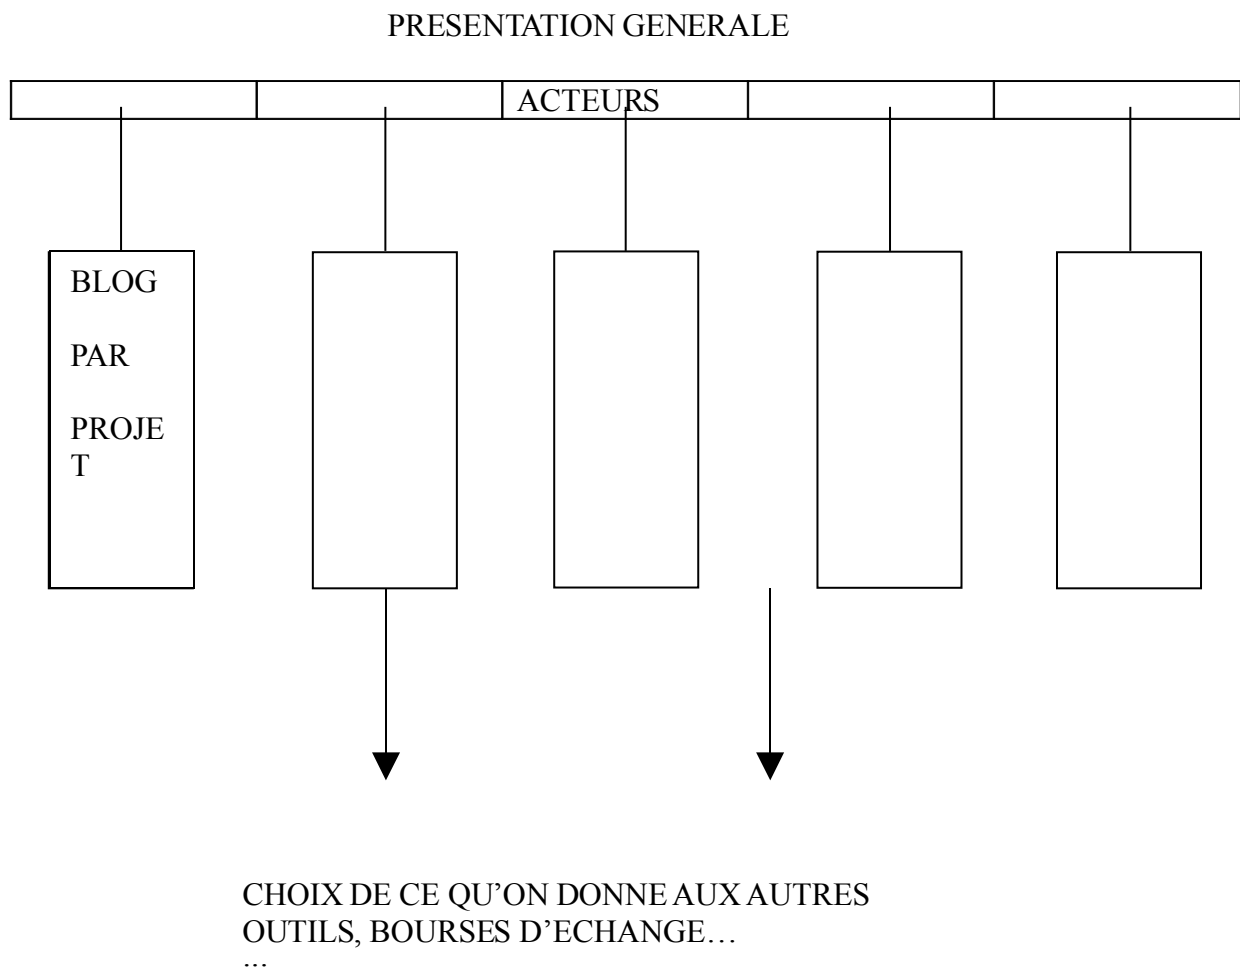 PRESENTATION GENERALE
ACTEURS
BLOG
PAR
PROJE
T
CHOIX DE CE QU’ON DONNE AUX AUTRES
OUTILS, BOURSES D’ECHANGE…
…